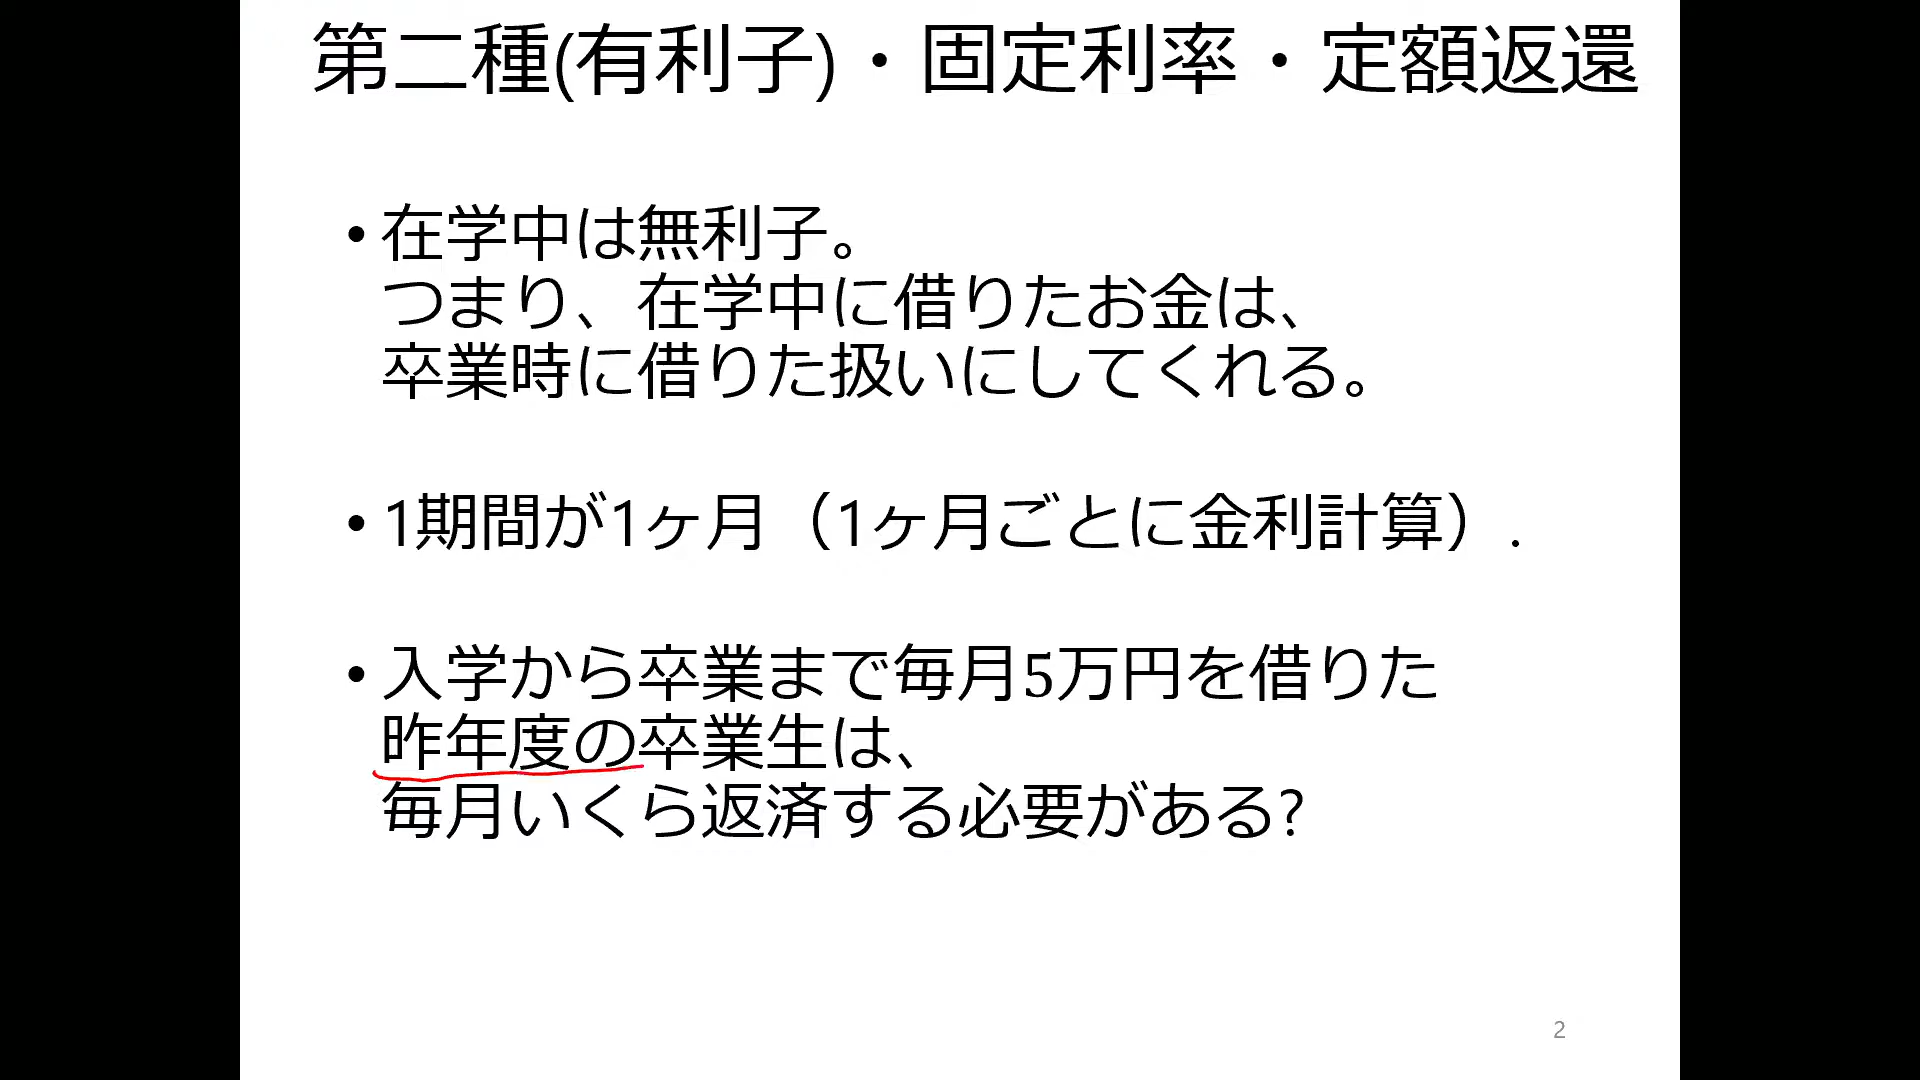 第二種(有利子)・固定利率・定額返還
•在学中は無利子。
つまり、在学中に借りたお金は、
卒業時に借りた扱いにしてくれる。
•1期間が1ヶ月（1ヶ月ごとに金利計算）.
•入学から卒業まで毎月5万円を借りた
昨年度の卒業生は、
毎月いくら返済する必要がある?
2